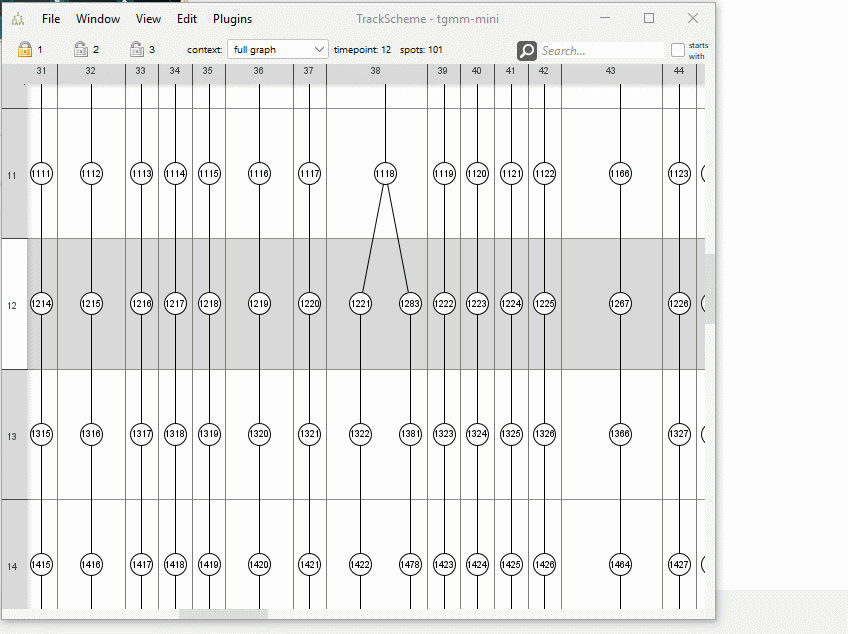 File Window View Edit Plugins TrackScheme - tgmm-mini
1 2 3 context: full graph timepoint: 12 spots: 101 Search... starts with
31 32 33 34 35 36 37 38 39 40 41 42 43 44
11 1111 1112 1113 1114 1115 1116 1117 1118 1119 1120 1121 1122 1166 1123
12 1214 1215 1216 1217 1218 1219 1220 1221 1283 1222 1223 1224 1225 1267 1226
13 1315 1316 1317 1318 1319 1320 1321 1322 1381 1323 1324 1325 1326 1366 1327
14 1415 1416 1417 1418 1419 1420 1421 1422 1478 1423 1424 1425 1426 1464 1427